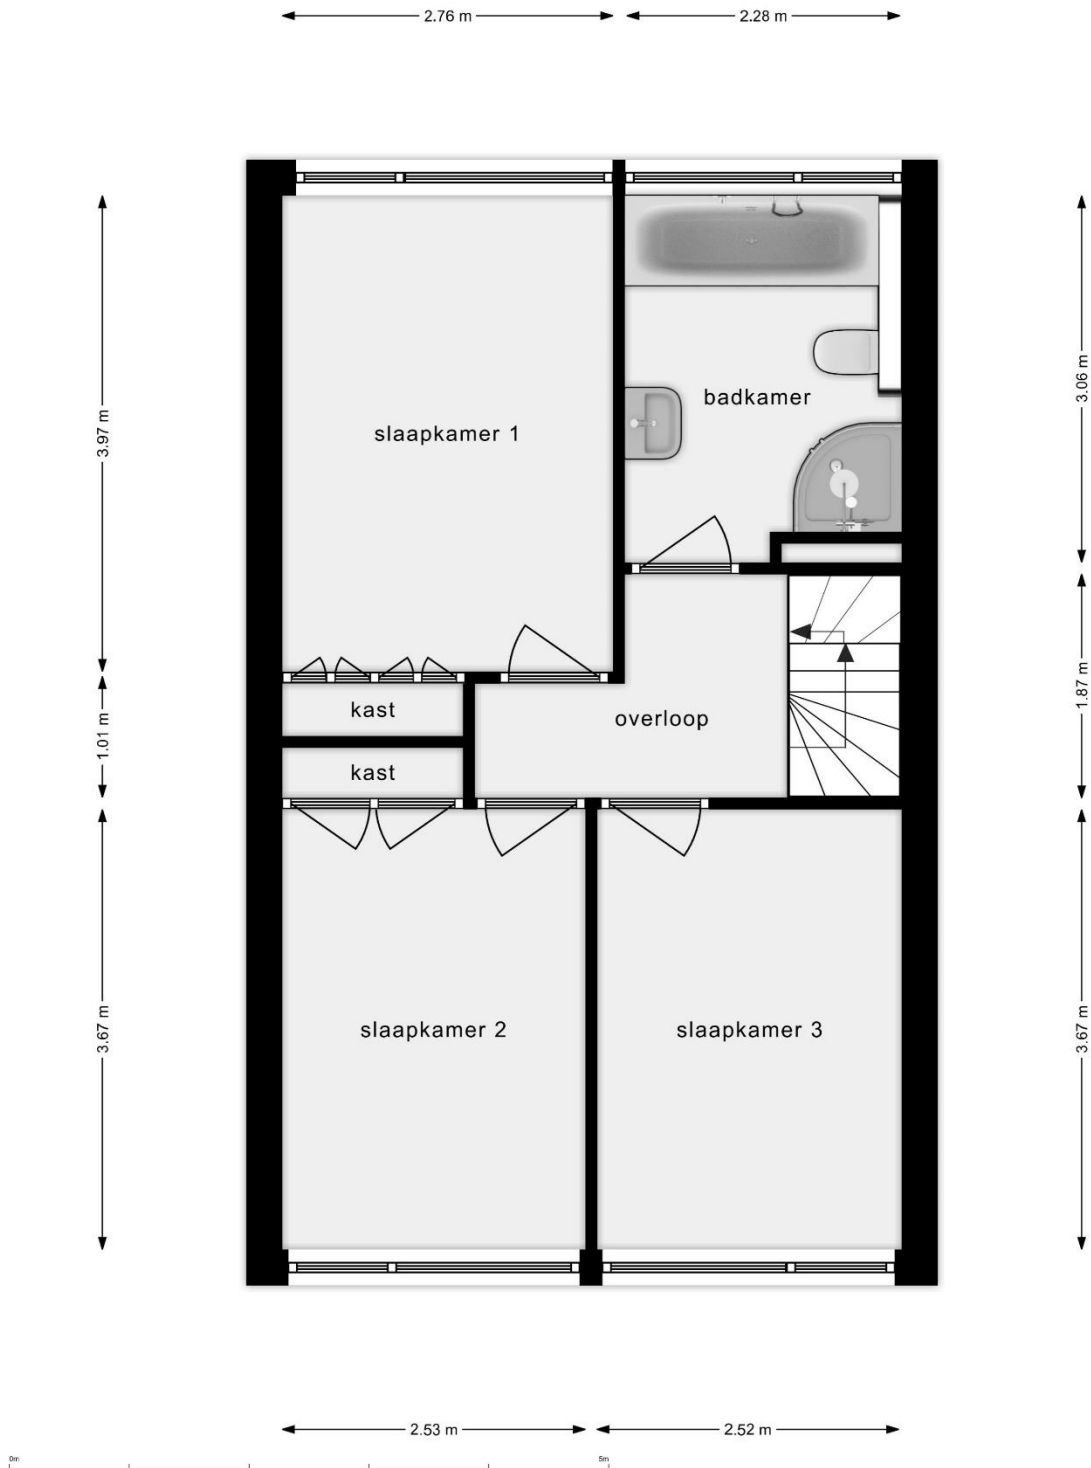 2.76 m
2.28 m
3.97 m
3.06 m
slaapkamer 1
badkamer
1.01 m
1.87 m
kast
overloop
kast
3.67 m
3.67 m
slaapkamer 2
slaapkamer 3
2.53 m
2.52 m
0m
5m